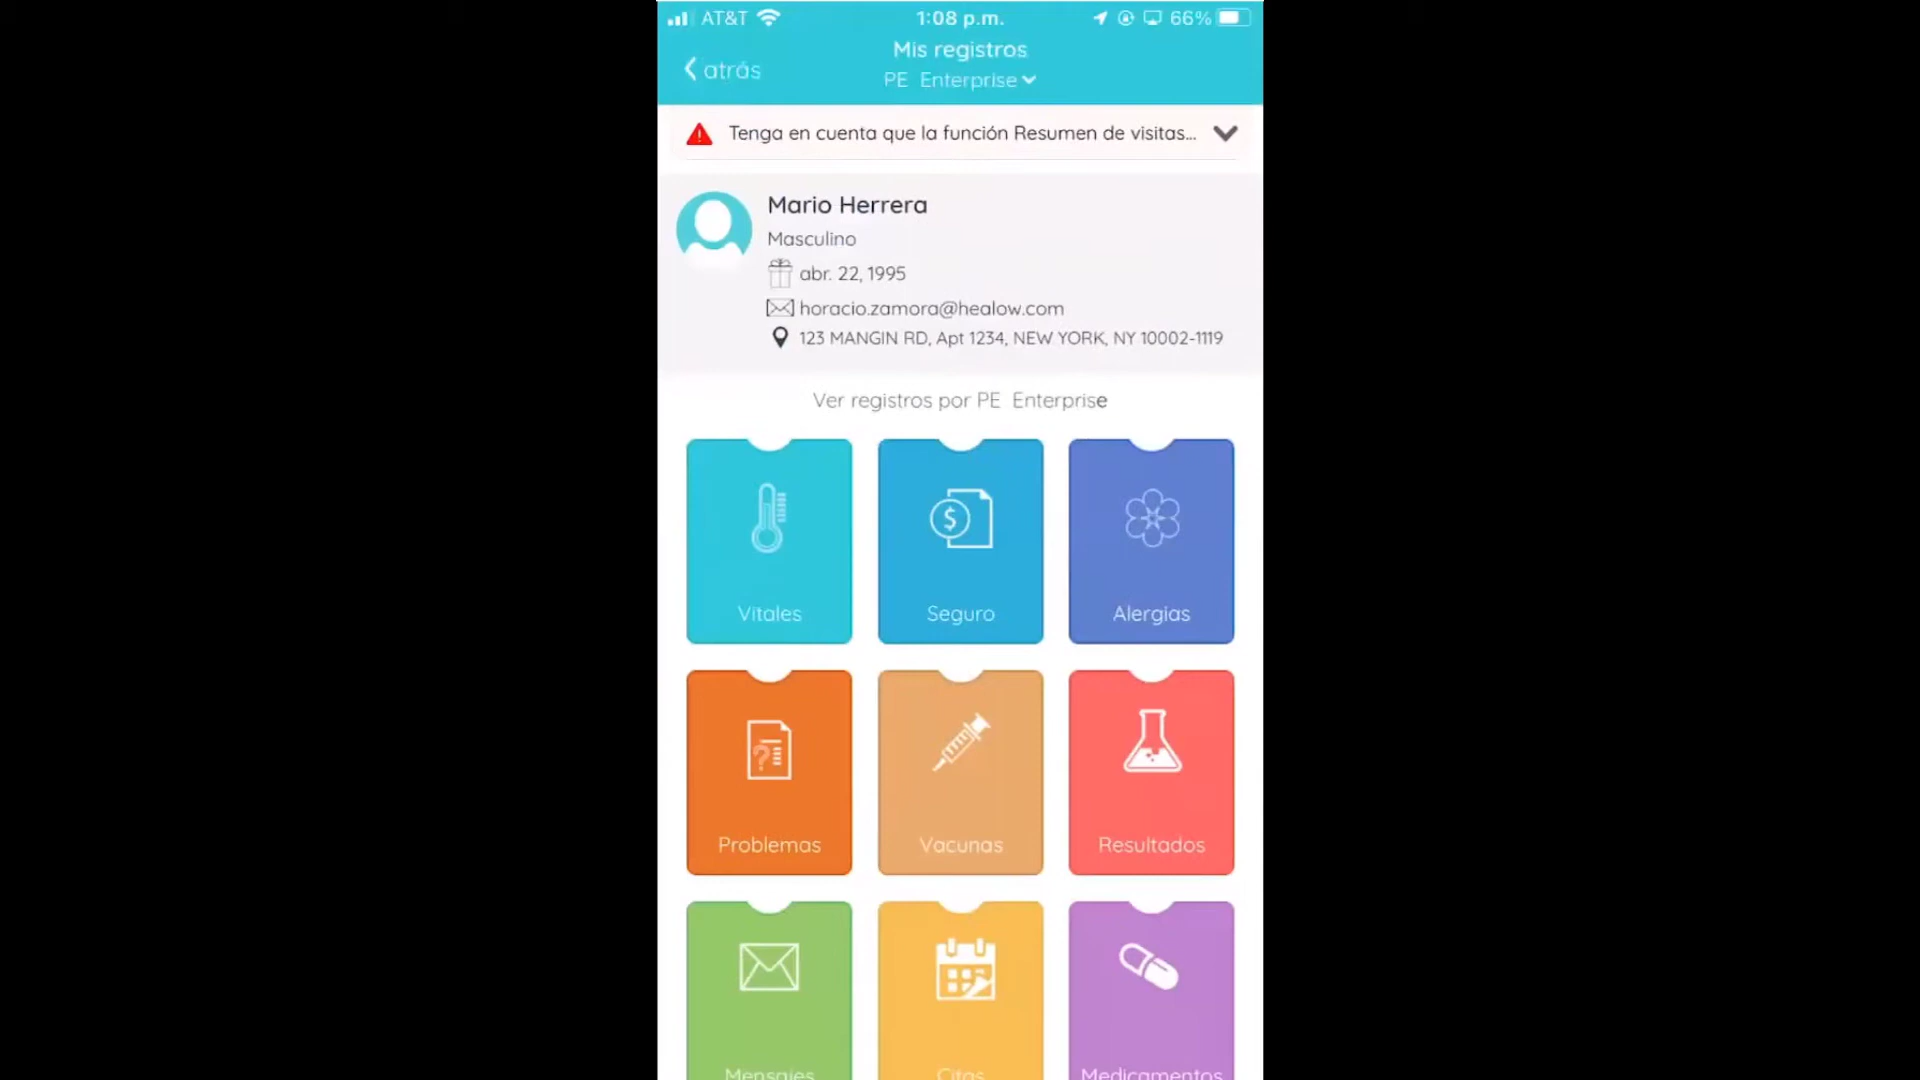 AT&T 1:08 p.m. 66%
Mis registros
atrás
PE Enterprise
Tenga en cuenta que la función Resumen de visitas...
Mario Herrera
Masculino
abr. 22, 1995
horacio.zamora@healow.com
123 MANGIN RD, Apt 1234, NEW YORK, NY 10002-1119
Ver registros por PE Enterprise
$
Vitales Seguro Alergias
?
Problemas Vacunas Resultados
Mensajes Citas Medicamentos